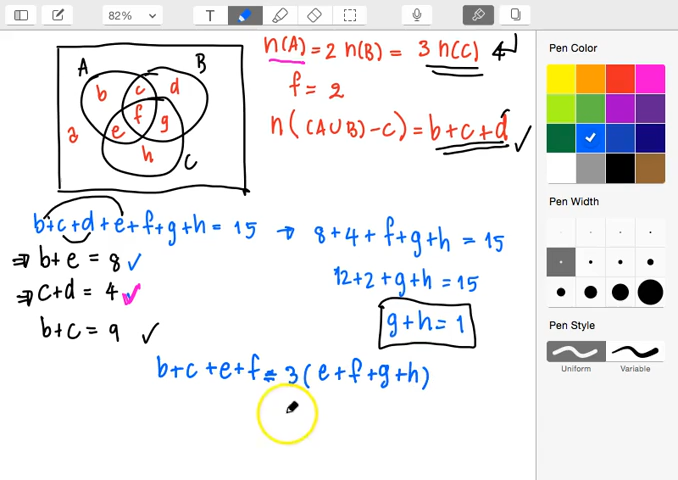 82%
T
n(A) = 2 n(B) = 3 n(C)
f = 2
n((A∪B)-C) = b+c+d ✓
A
B
C
a
b
c
d
e
f
g
h
b+c+d+e+f+g+h = 15 → 8+4+f+g+h = 15
⇒ b+e = 8 ✓
12+2+g+h = 15
⇒ c+d = 4 ✓
b+c = 9 ✓
g+h = 1
b+c+e+f = 3(e+f+g+h)
Pen Color
Pen Width
Pen Style
Uniform
Variable